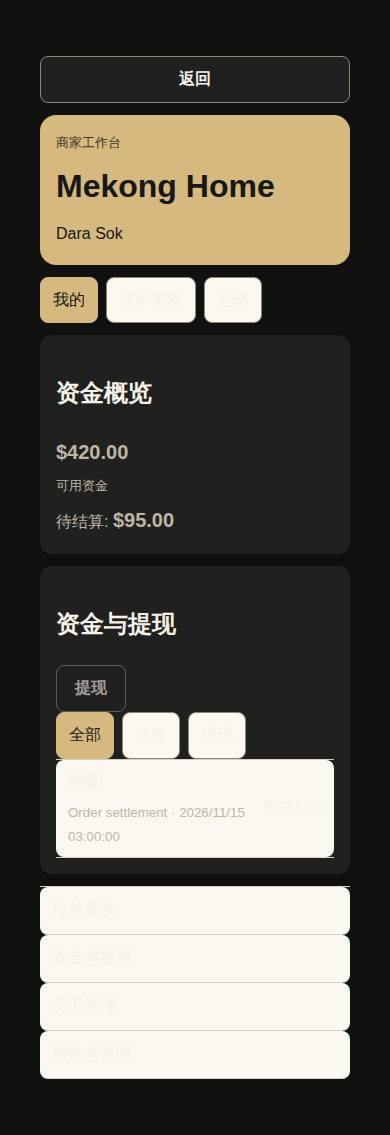 返回
商家工作台
Mekong Home
Dara Sok
我的
订单需求
仓储
资金概览
$420.00
可用资金
待结算: $95.00
资金与提现
提现
全部
结算
提现
结算
Order settlement · 2026/11/15
03:00:00
$120.00
订单需求
资金与提现
员工管理
帮助与说明